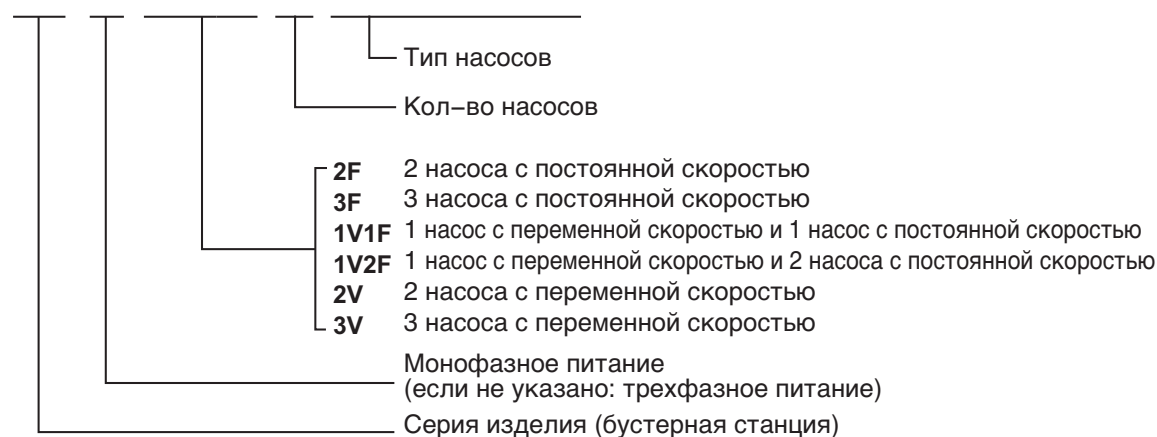 Тип насосов
Кол–во насосов
2F 2 насоса с постоянной скоростью
3F 3 насоса с постоянной скоростью
1V1F 1 насос с переменной скоростью и 1 насос с постоянной скоростью
1V2F 1 насос с переменной скоростью и 2 насоса с постоянной скоростью
2V 2 насоса с переменной скоростью
3V 3 насоса с переменной скоростью
Монофазное питание
(если не указано: трехфазное питание)
Серия изделия (бустерная станция)